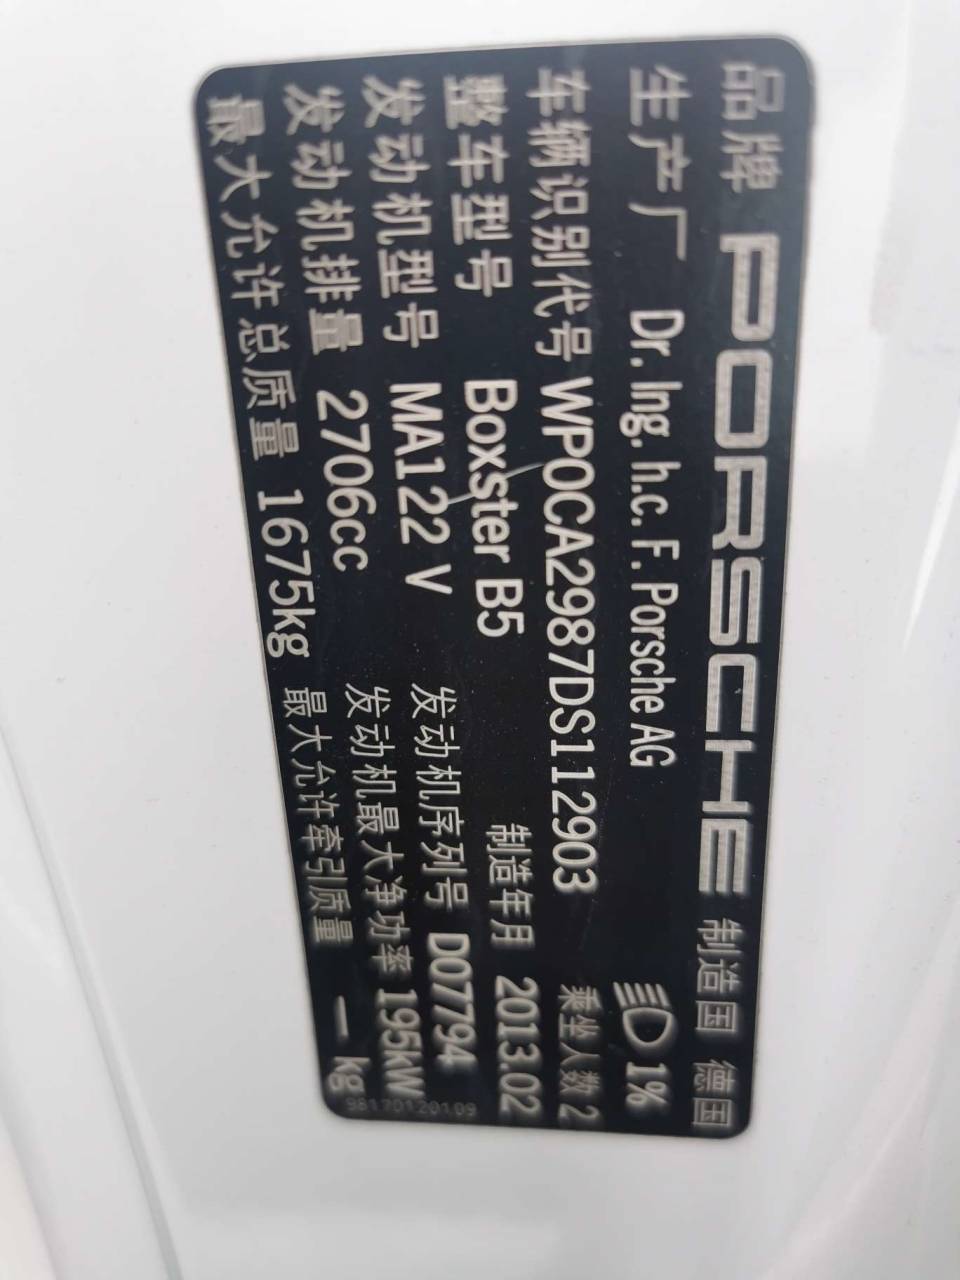 品牌 PORSCHE 制造国 德国
生产厂 Dr. Ing. h.c. F. Porsche AG 1%
车辆识别代号 WP0CA2987DS112903 乘坐人数 2
整车型号 Boxster B5 制造年月 2013.02
发动机型号 MA122 V 发动机序列号 D07794
发动机排量 2706cc 发动机最大净功率 195kW
最大允许总质量 1675kg 最大允许牵引质量 — kg
98170120109